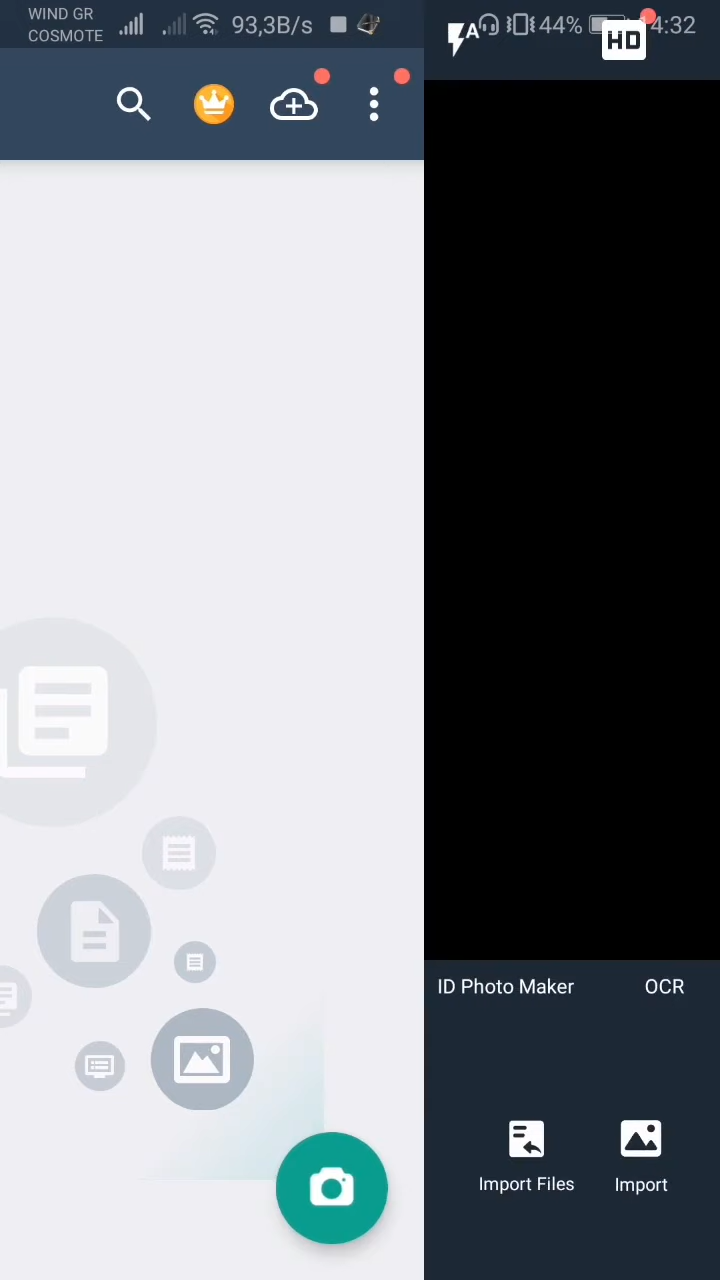 WIND GR
COSMOTE
93,3B/s
A
44%
4:32
HD
ID Photo Maker
OCR
Import Files
Import